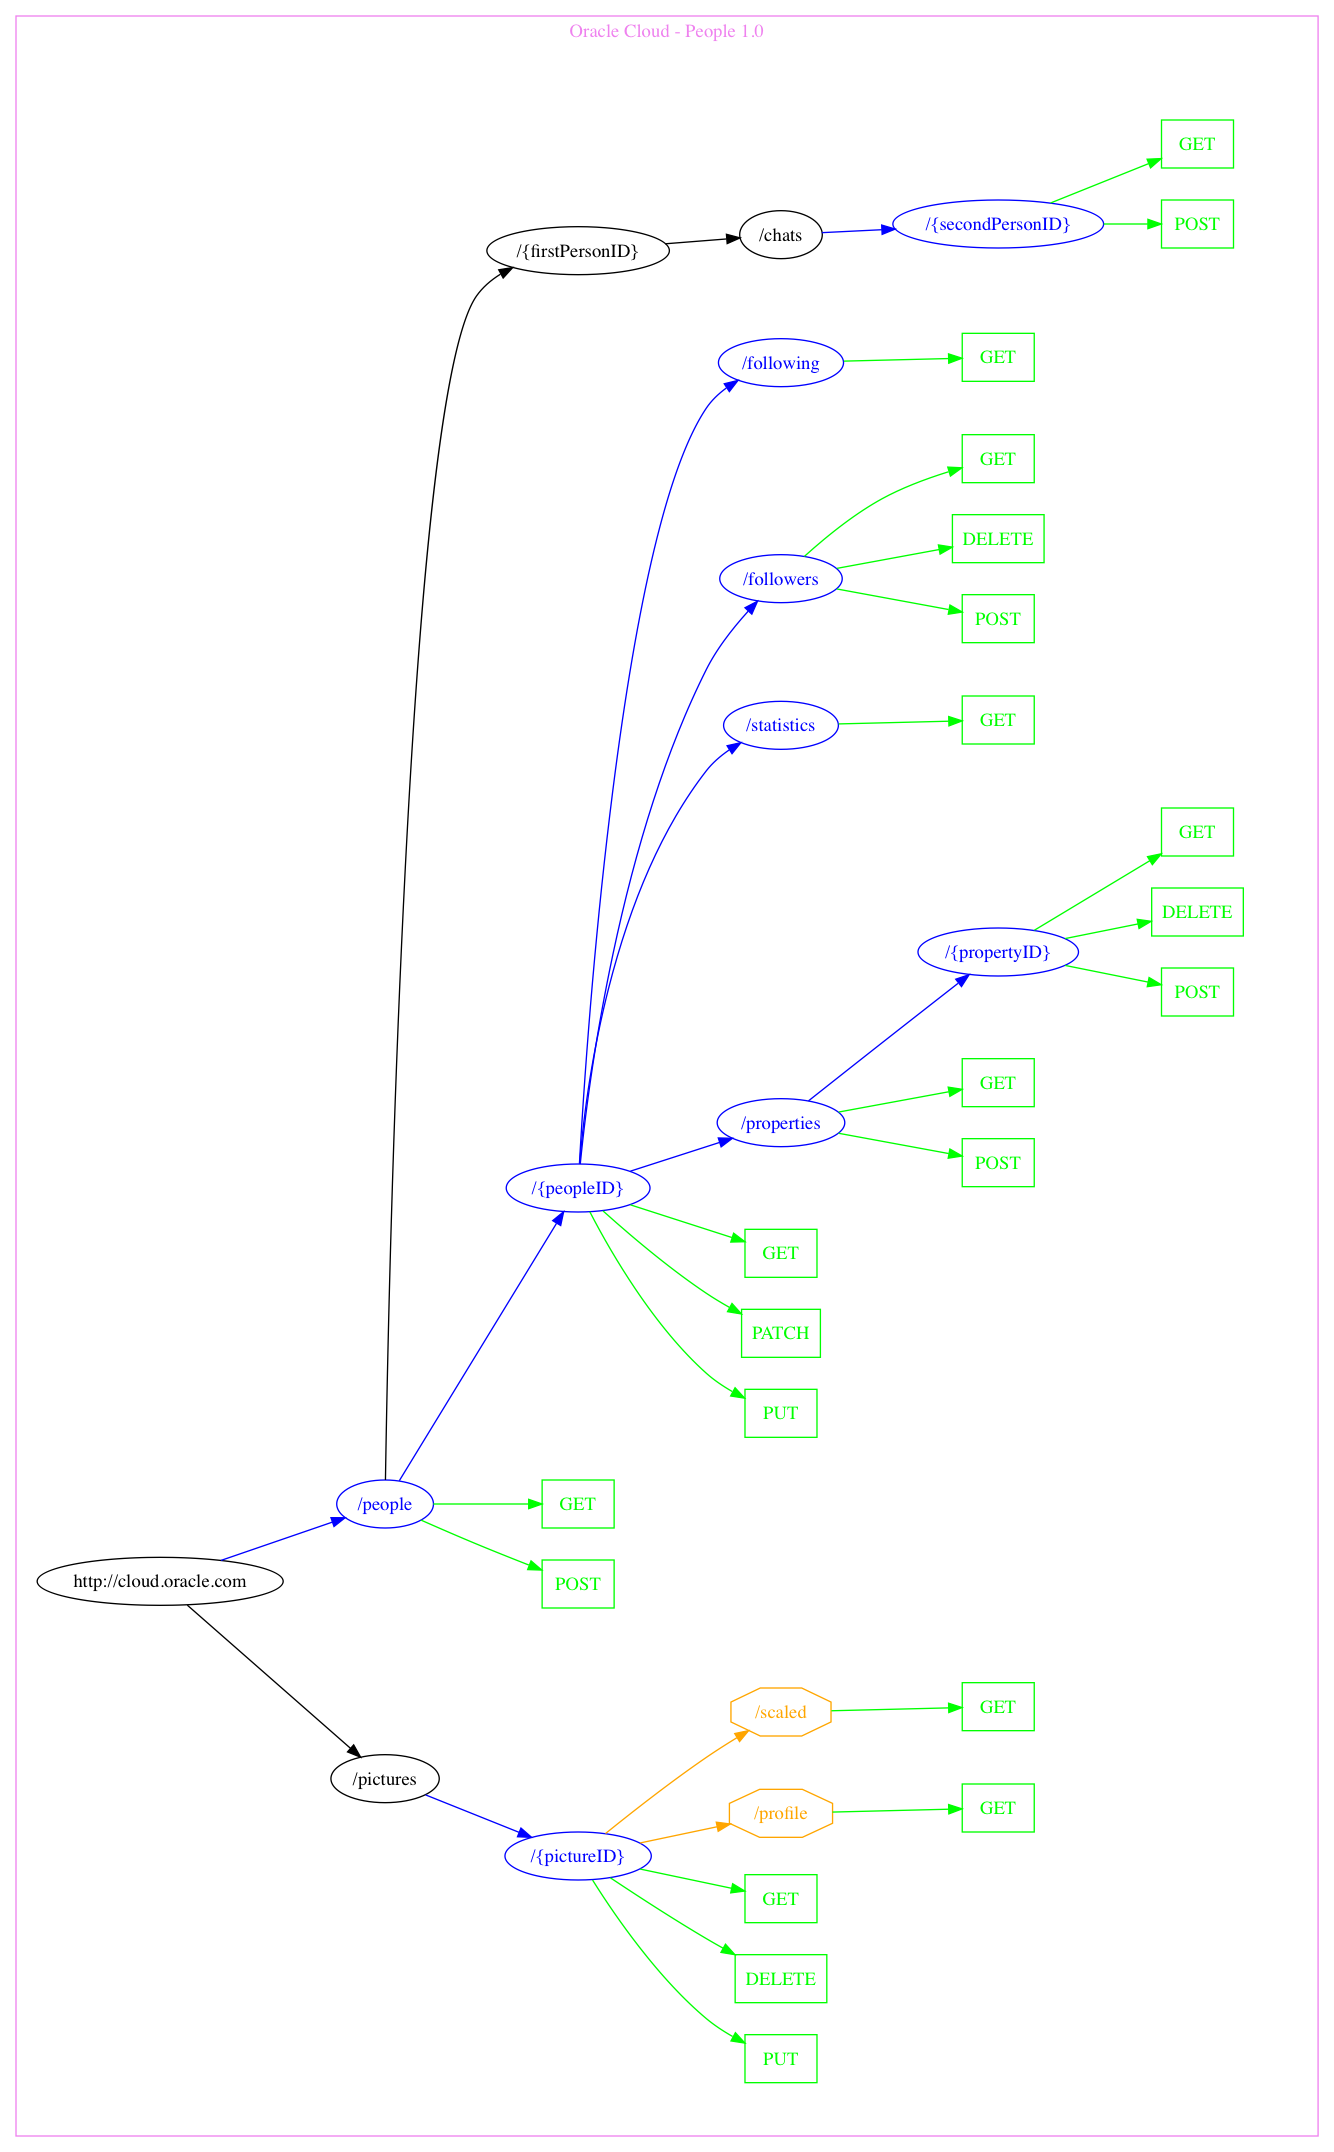 Oracle Cloud - People 1.0
GET
/{firstPersonID}
/chats
/{secondPersonID}
POST
/following
GET
GET
DELETE
/followers
POST
/statistics
GET
GET
DELETE
/{propertyID}
POST
GET
/properties
POST
/{peopleID}
GET
PATCH
PUT
/people
GET
http://cloud.oracle.com
POST
/scaled
GET
/pictures
/profile
GET
/{pictureID}
GET
DELETE
PUT